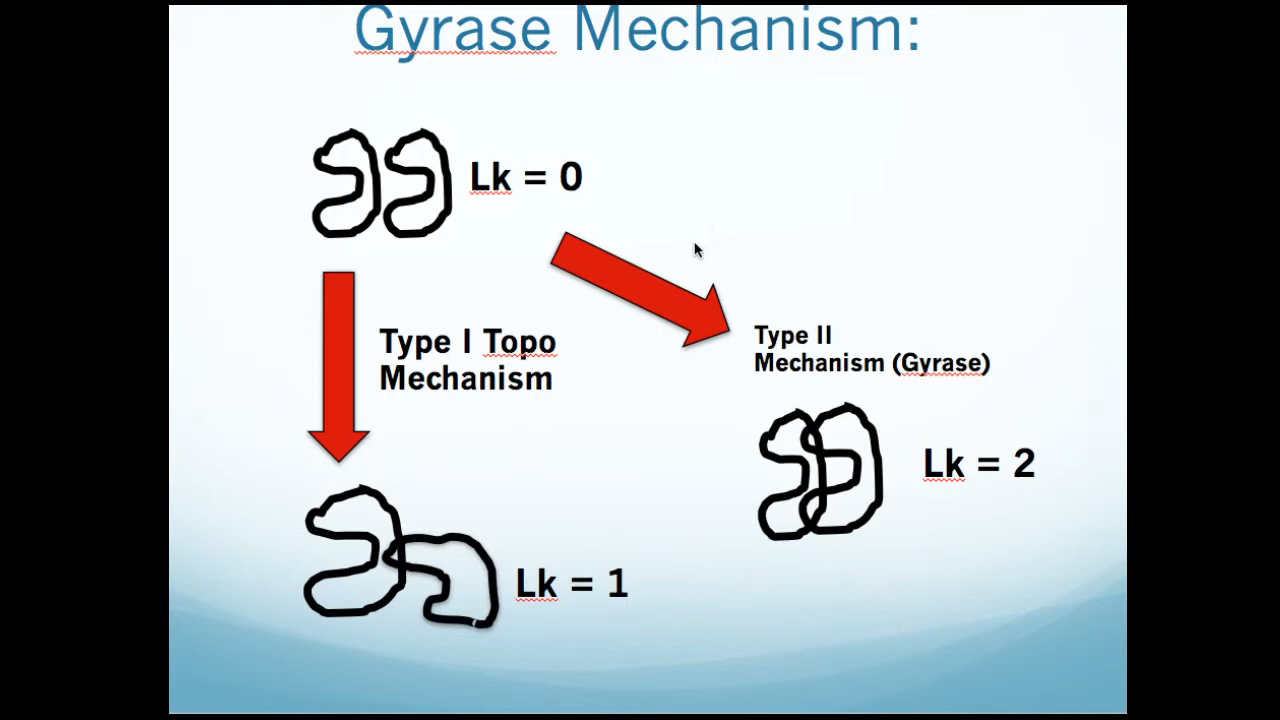 Gyrase Mechanism:
Lk = 0
Type I Topo
Mechanism
Type II
Mechanism (Gyrase)
Lk = 2
Lk = 1